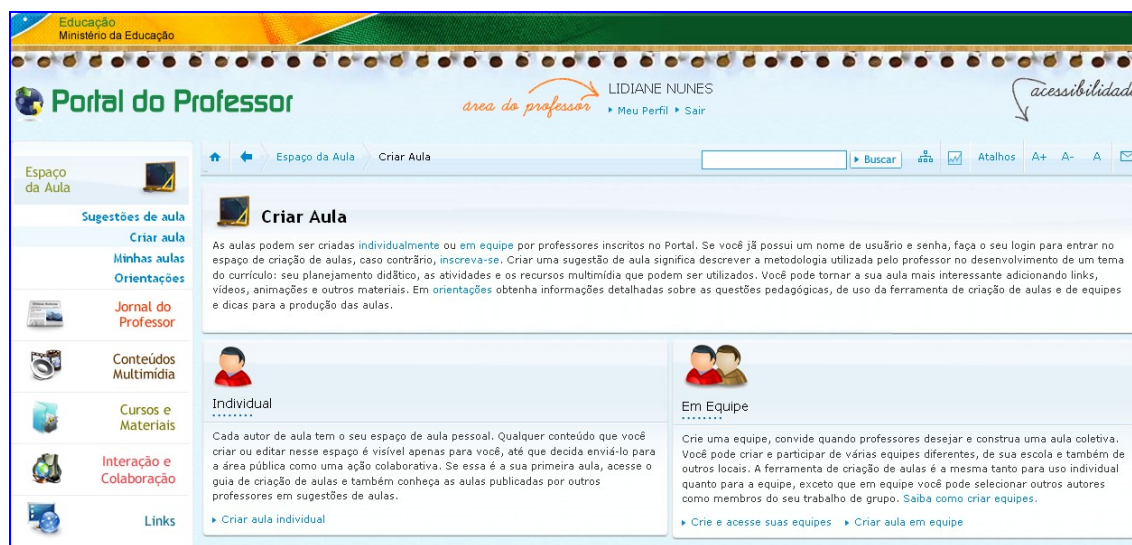 Educação
Ministério da Educação
Portal do Professor
área do professor
LIDIANE NUNES
Meu Perfil Sair
acessibilidade
Espaço da Aula Criar Aula
Buscar
Atalhos A+ A- A
Espaço
da Aula
Sugestões de aula
Criar aula
Minhas aulas
Orientações
Jornal do
Professor
Conteúdos
Multimídia
Cursos e
Materiais
Interação e
Colaboração
Links
Criar Aula
As aulas podem ser criadas individualmente ou em equipe por professores inscritos no Portal. Se você já possui um nome de usuário e senha, faça o seu login para entrar no
espaço de criação de aulas, caso contrário, inscreva-se. Criar uma sugestão de aula significa descrever a metodologia utilizada pelo professor no desenvolvimento de um tema
do currículo: seu planejamento didático, as atividades e os recursos multimídia que podem ser utilizados. Você pode tornar a sua aula mais interessante adicionando links,
vídeos, animações e outros materiais. Em orientações obtenha informações detalhadas sobre as questões pedagógicas, de uso da ferramenta de criação de aulas e de equipes
e dicas para a produção das aulas.
Individual
Cada autor de aula tem o seu espaço de aula pessoal. Qualquer conteúdo que você
criar ou editar nesse espaço é visível apenas para você, até que decida enviá-lo para
a área pública como uma ação colaborativa. Se essa é a sua primeira aula, acesse o
guia de criação de aulas e também conheça as aulas publicadas por outros
professores em sugestões de aulas.
Criar aula individual
Em Equipe
Crie uma equipe, convide quando professores desejar e construa uma aula coletiva.
Você pode criar e participar de várias equipes diferentes, de sua escola e também de
outros locais. A ferramenta de criação de aulas é a mesma tanto para uso individual
quanto para a equipe, exceto que em equipe você pode selecionar outros autores
como membros do seu trabalho de grupo. Saiba como criar equipes.
Crie e acesse suas equipes Criar aula em equipe